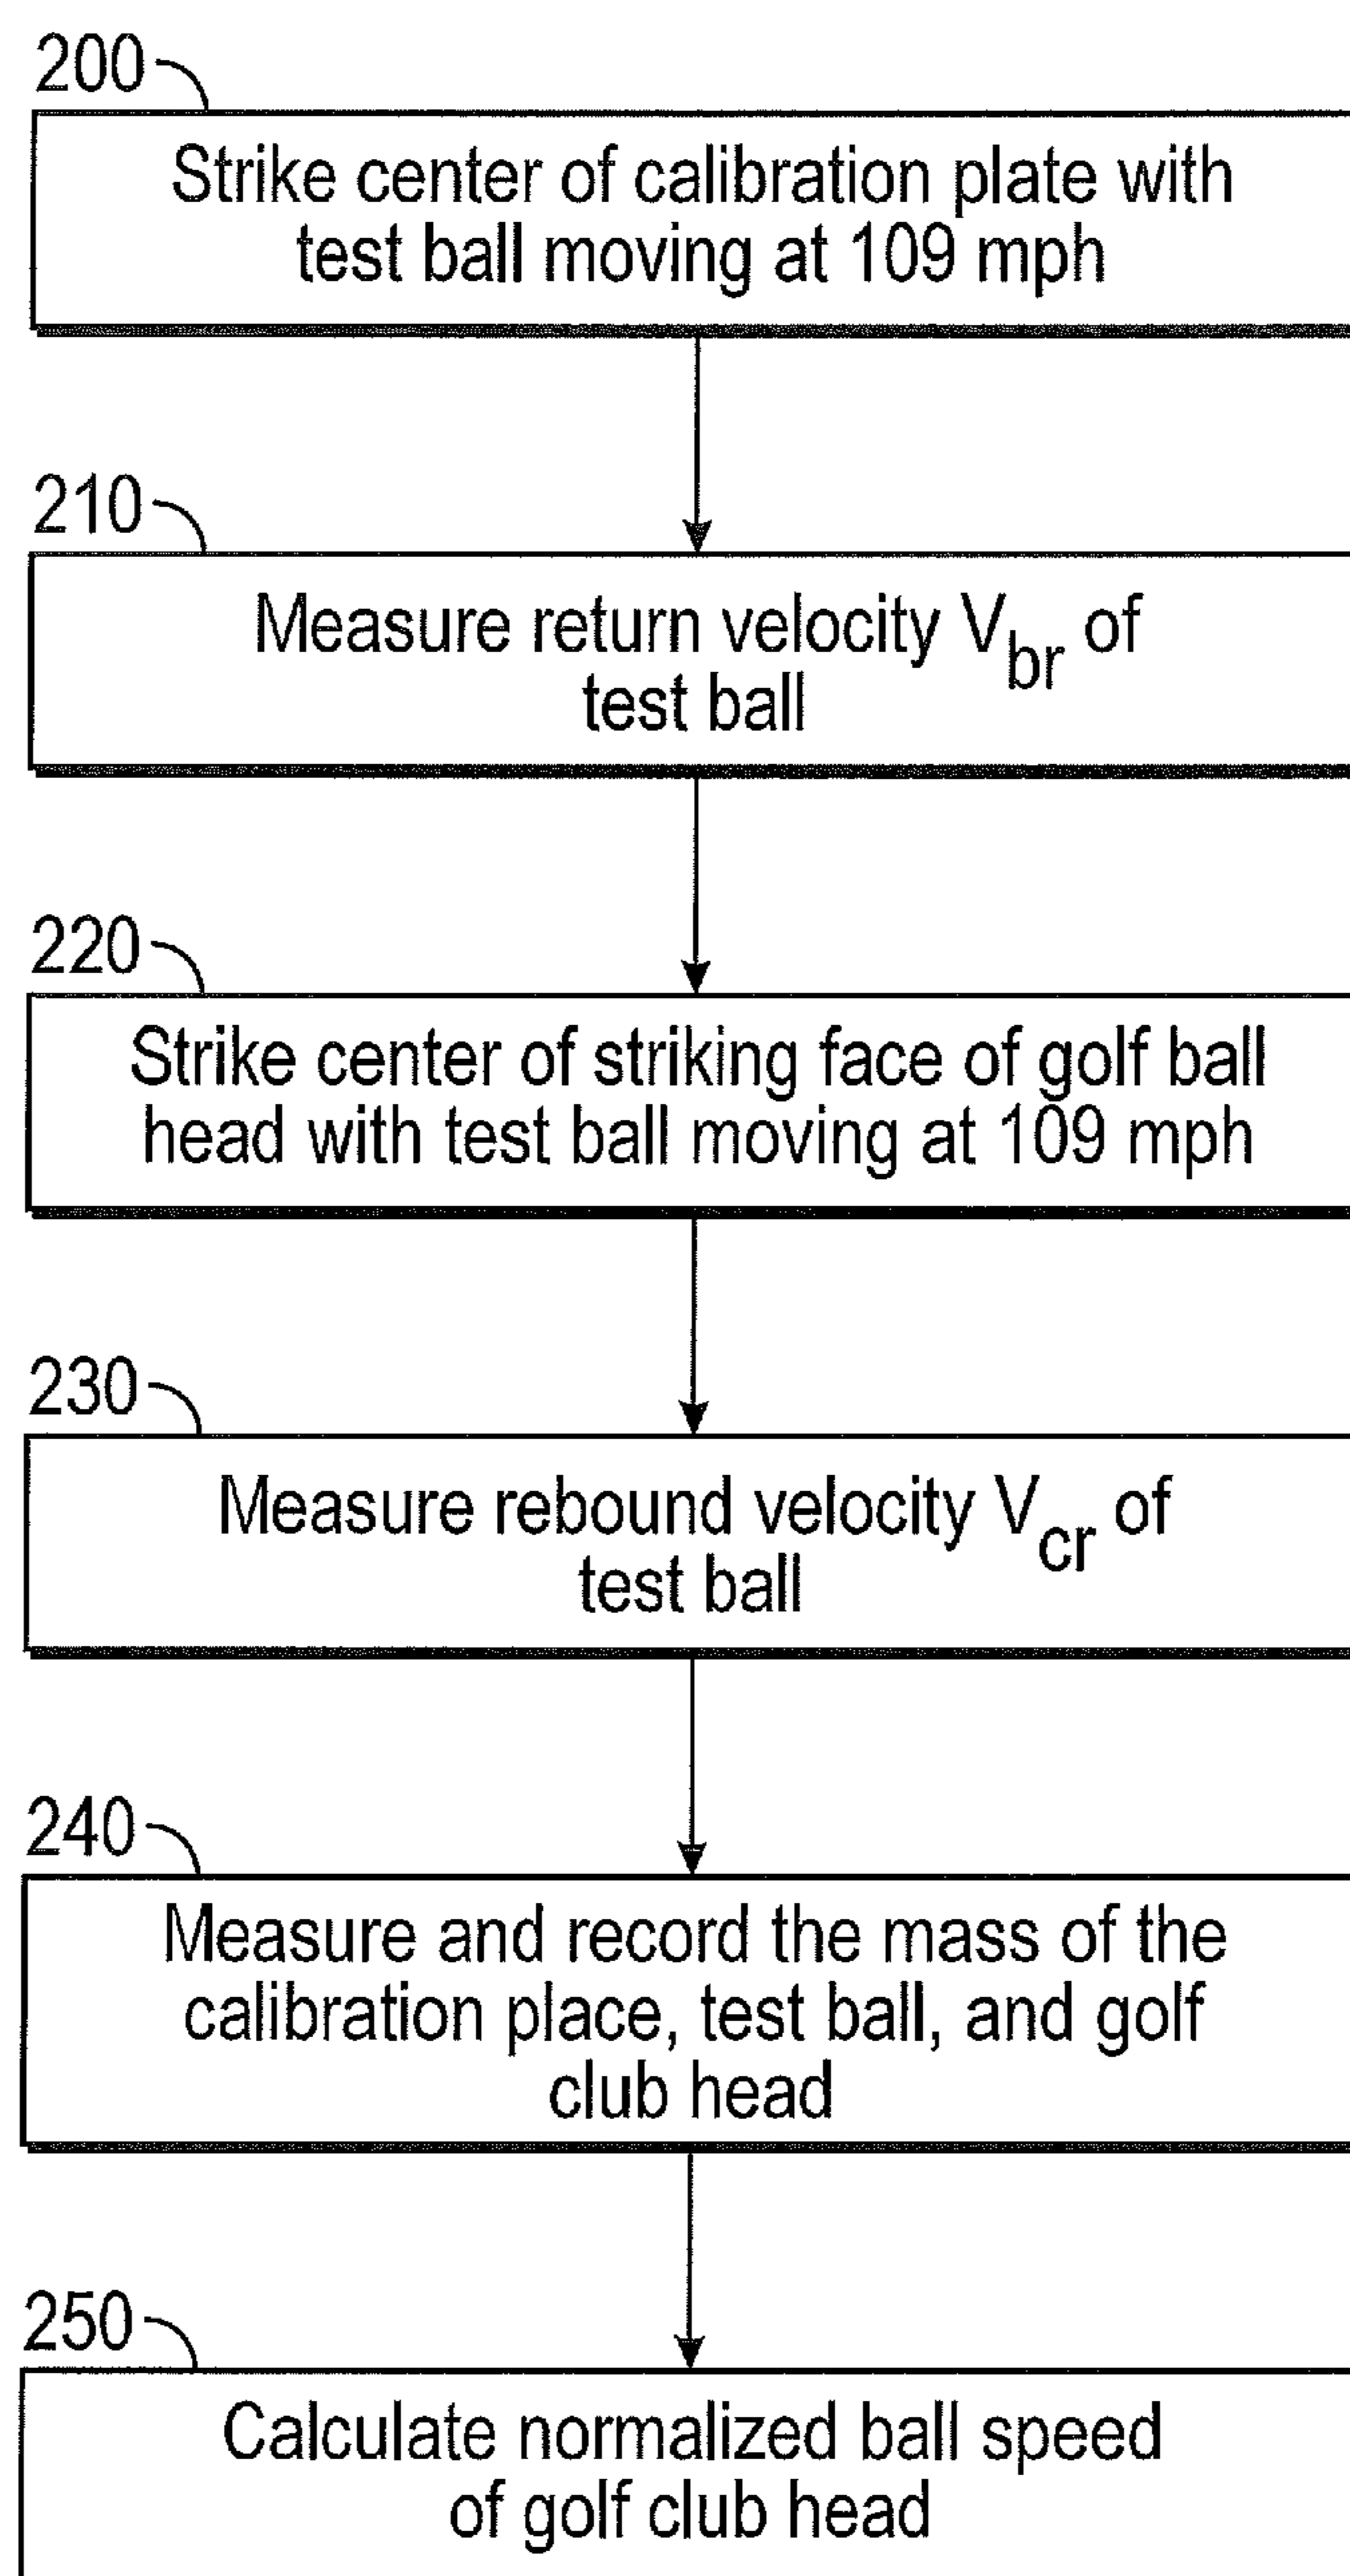 200
Strike center of calibration plate with
test ball moving at 109 mph
210
Measure return velocity Vbr of
test ball
220
Strike center of striking face of golf ball
head with test ball moving at 109 mph
230
Measure rebound velocity Vcr of
test ball
240
Measure and record the mass of the
calibration place, test ball, and golf
club head
250
Calculate normalized ball speed
of golf club head